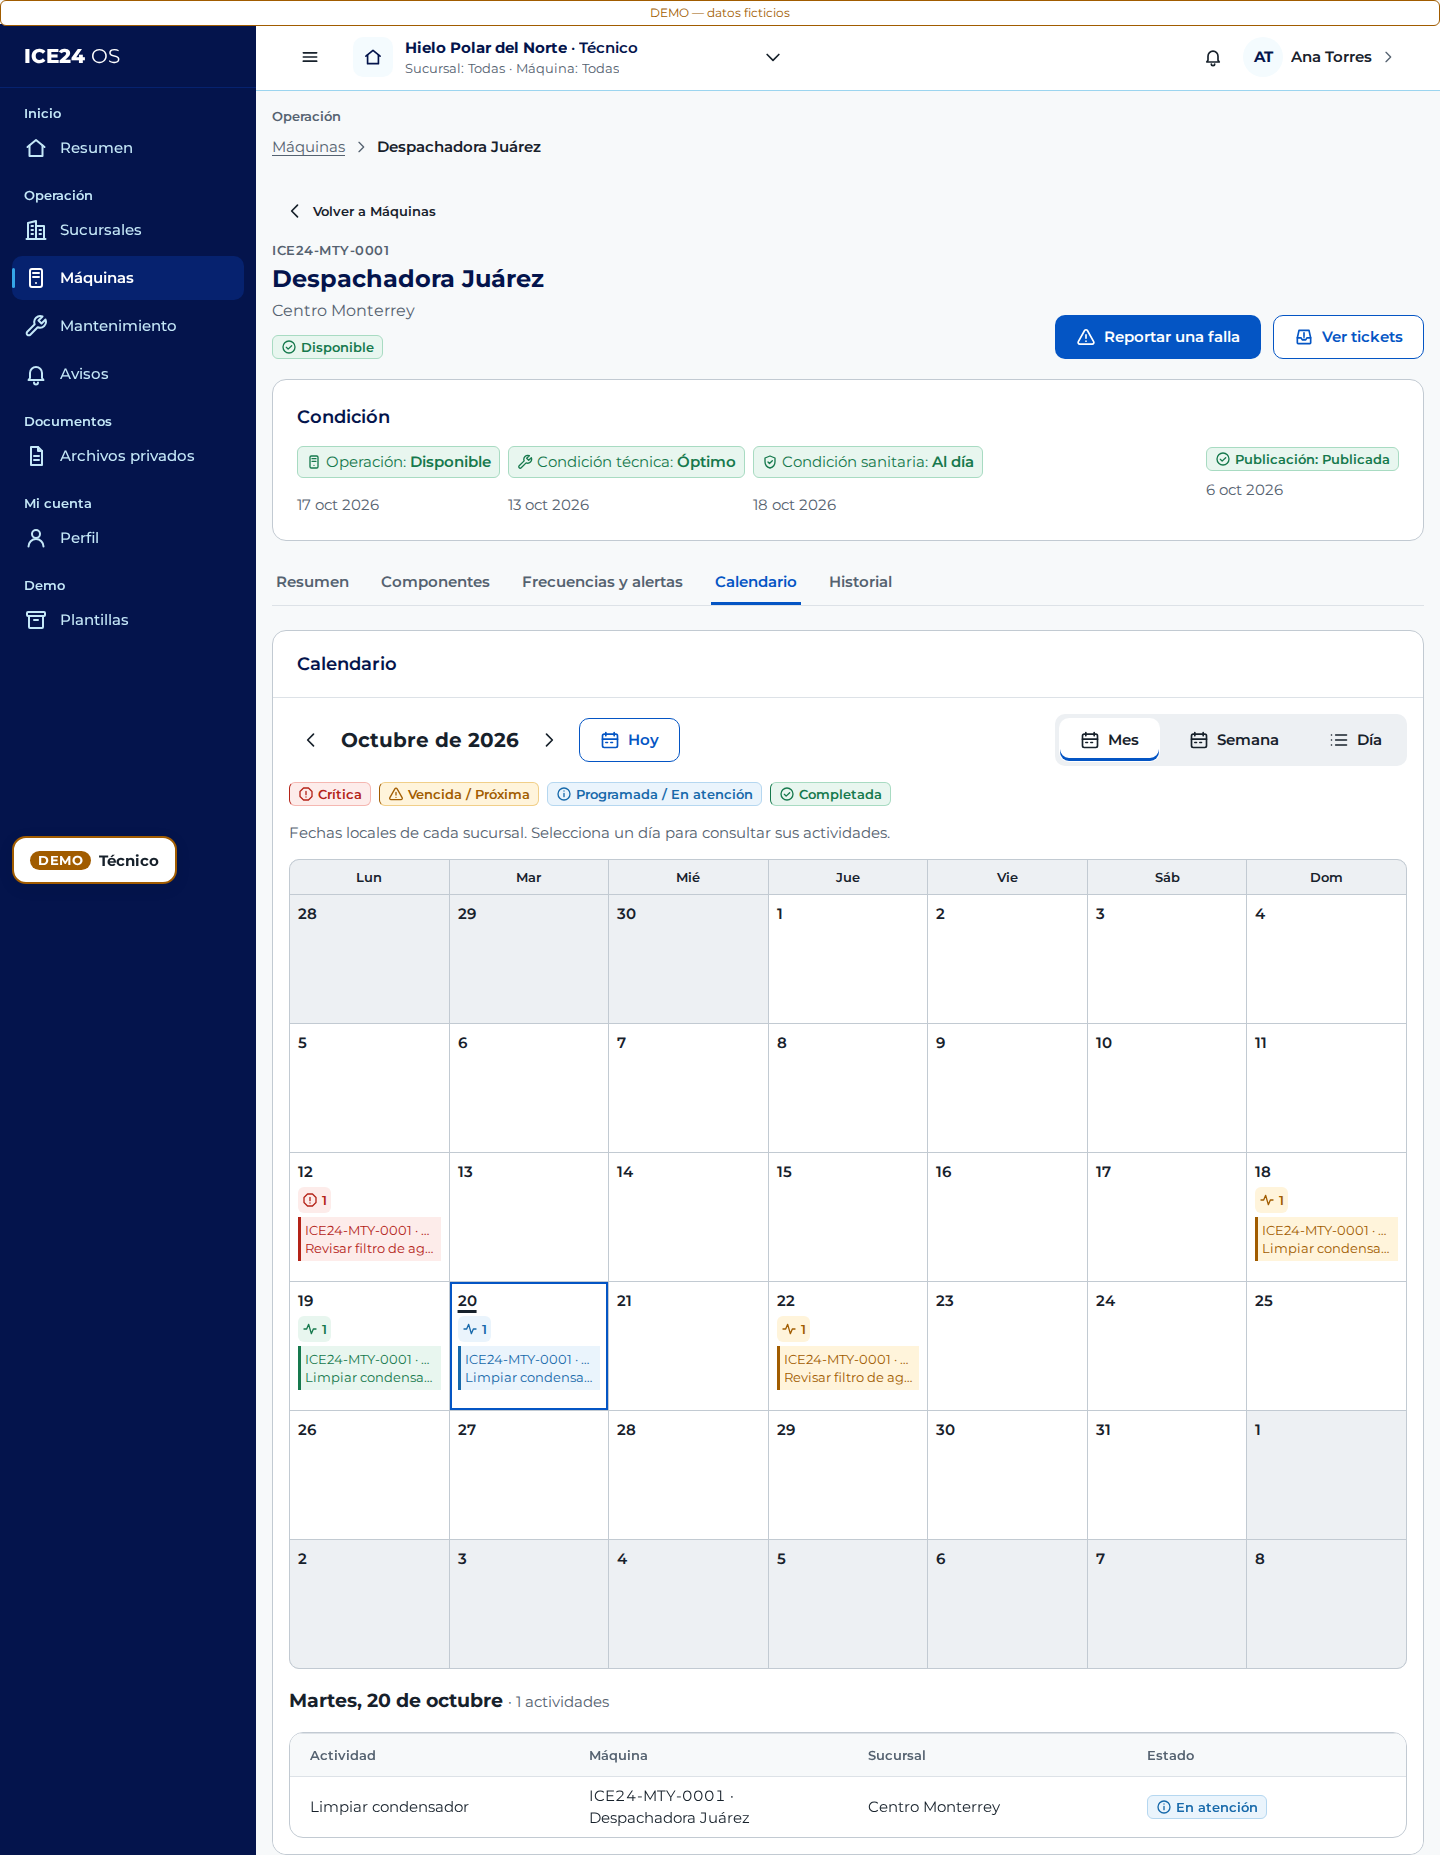 DEMO — datos ficticios
ICE24 OS
Inicio
Resumen
Operación
Sucursales
Máquinas
Mantenimiento
Avisos
Documentos
Archivos privados
Mi cuenta
Perfil
Demo
Plantillas
DEMO Técnico
Hielo Polar del Norte · Técnico
Sucursal: Todas · Máquina: Todas
AT Ana Torres
Operación
Máquinas > Despachadora Juárez
Volver a Máquinas
ICE24-MTY-0001
Despachadora Juárez
Centro Monterrey
Disponible
Reportar una falla
Ver tickets
Condición
Operación: Disponible
Condición técnica: Óptimo
Condición sanitaria: Al día
Publicación: Publicada
17 oct 2026
13 oct 2026
18 oct 2026
6 oct 2026
Resumen Componentes Frecuencias y alertas Calendario Historial
Calendario
Octubre de 2026
Hoy
Mes Semana Día
Crítica
Vencida / Próxima
Programada / En atención
Completada
Fechas locales de cada sucursal. Selecciona un día para consultar sus actividades.
Lun Mar Mié Jue Vie Sáb Dom
28 29 30 1 2 3 4
5 6 7 8 9 10 11
12 13 14 15 16 17 18
1
ICE24-MTY-0001 · ...
Revisar filtro de ag...
1
ICE24-MTY-0001 · ...
Limpiar condensa...
19 20 21 22 23 24 25
1
ICE24-MTY-0001 · ...
Limpiar condensa...
1
ICE24-MTY-0001 · ...
Limpiar condensa...
1
ICE24-MTY-0001 · ...
Revisar filtro de ag...
26 27 28 29 30 31 1
2 3 4 5 6 7 8
Martes, 20 de octubre · 1 actividades
Actividad Máquina Sucursal Estado
Limpiar condensador
ICE24-MTY-0001 ·
Despachadora Juárez
Centro Monterrey
En atención